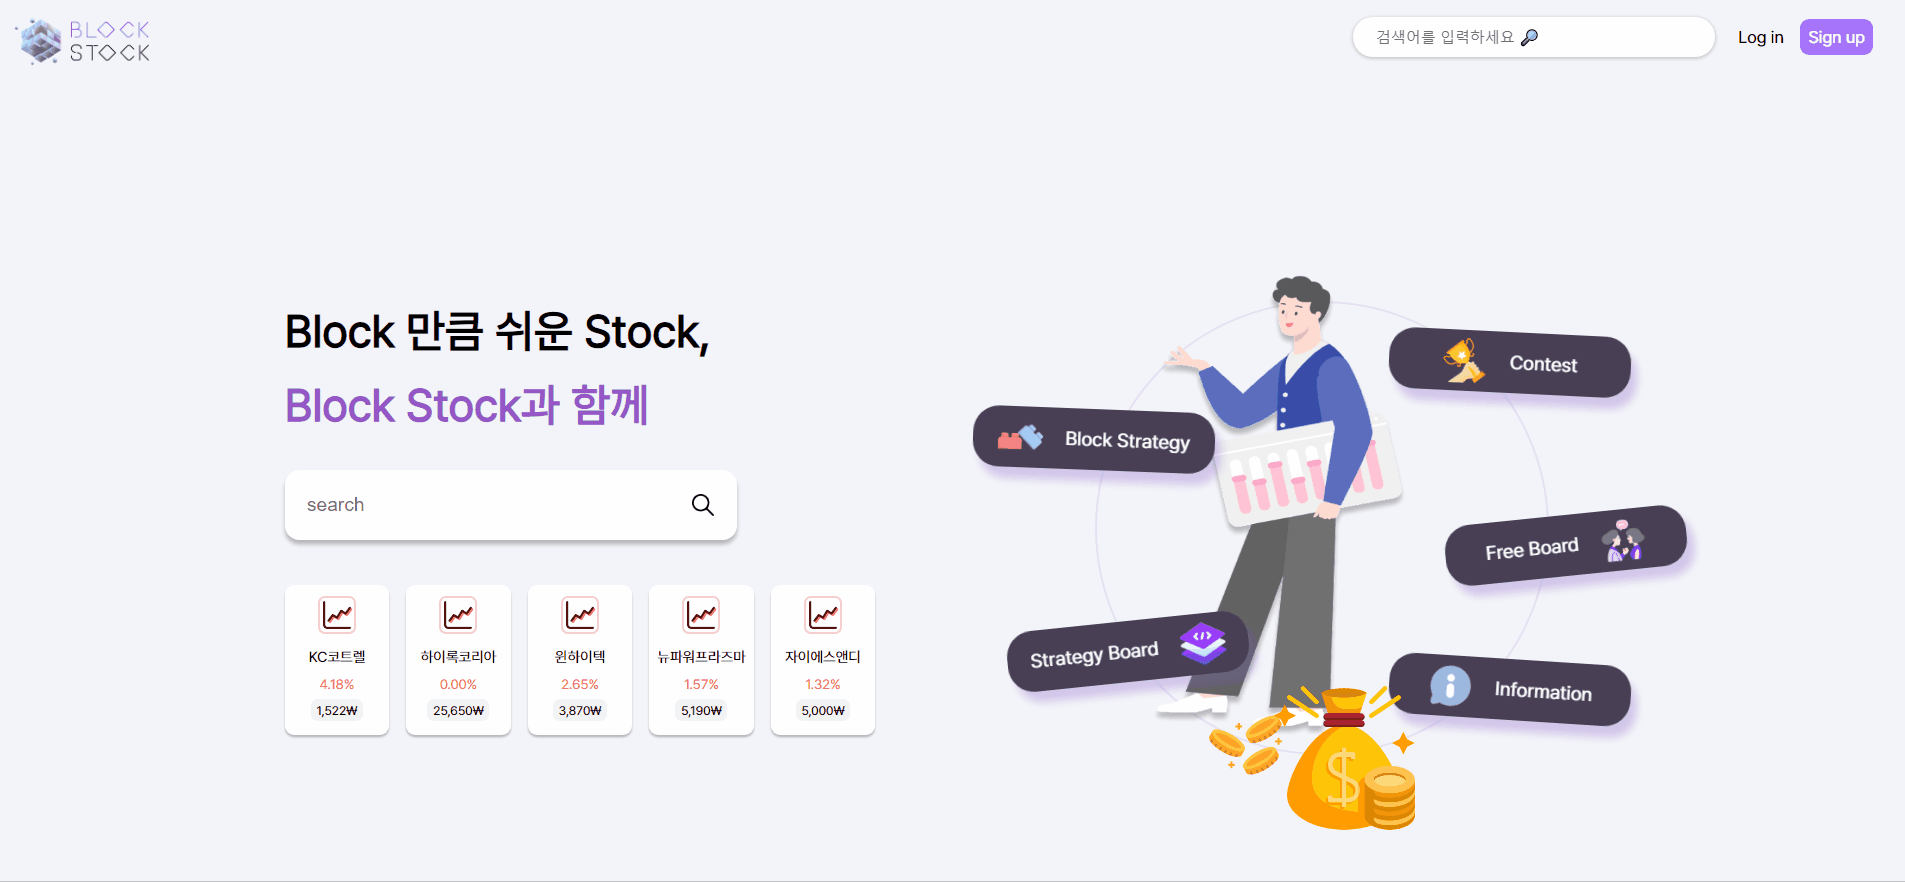 BLOCK
STOCK
검색어를 입력하세요
Log in
Sign up
Block 만큼 쉬운 Stock,
Block Stock과 함께
search
KC코트렐
4.18%
1,522₩
하이록코리아
0.00%
25,650₩
윈하이텍
2.65%
3,870₩
뉴파워프라즈마
1.57%
5,190₩
자이에스앤디
1.32%
5,000₩
Contest
Block Strategy
Free Board
Strategy Board
Information
$